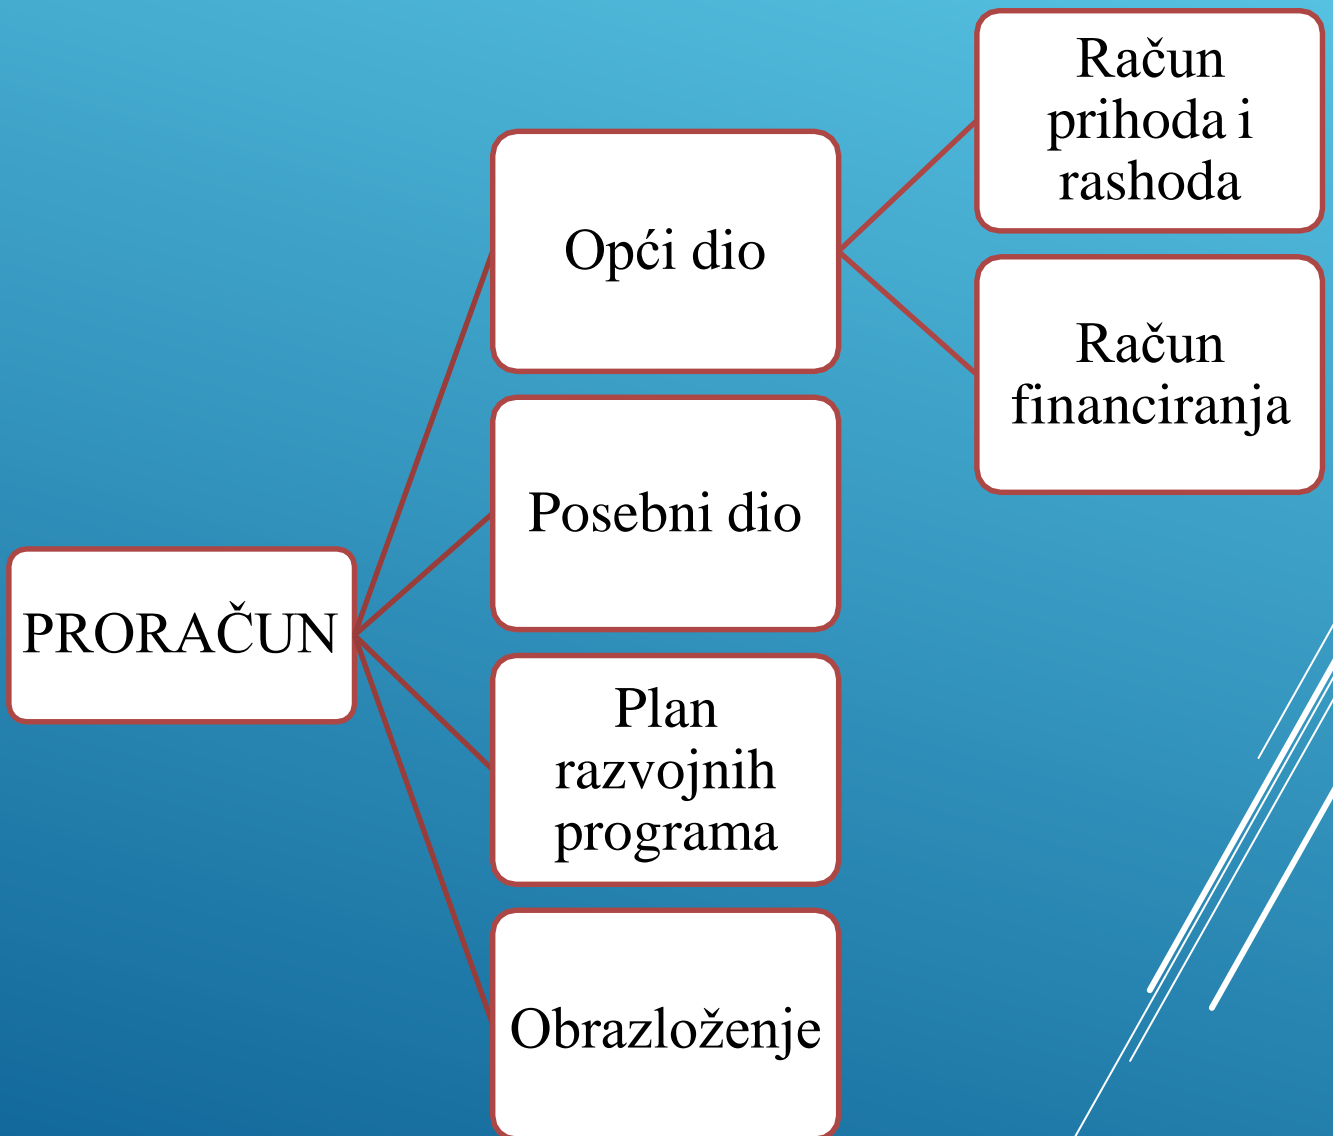 PRORAČUN
Opći dio
Račun
prihoda i
rashoda
Račun
financiranja
Posebni dio
Plan
razvojnih
programa
Obrazloženje